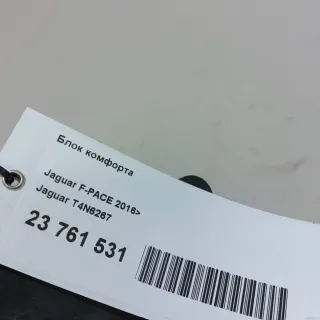 Блок комфорта
Jaguar F-PACE 2016>
Jaguar T4N6267
23 761 531